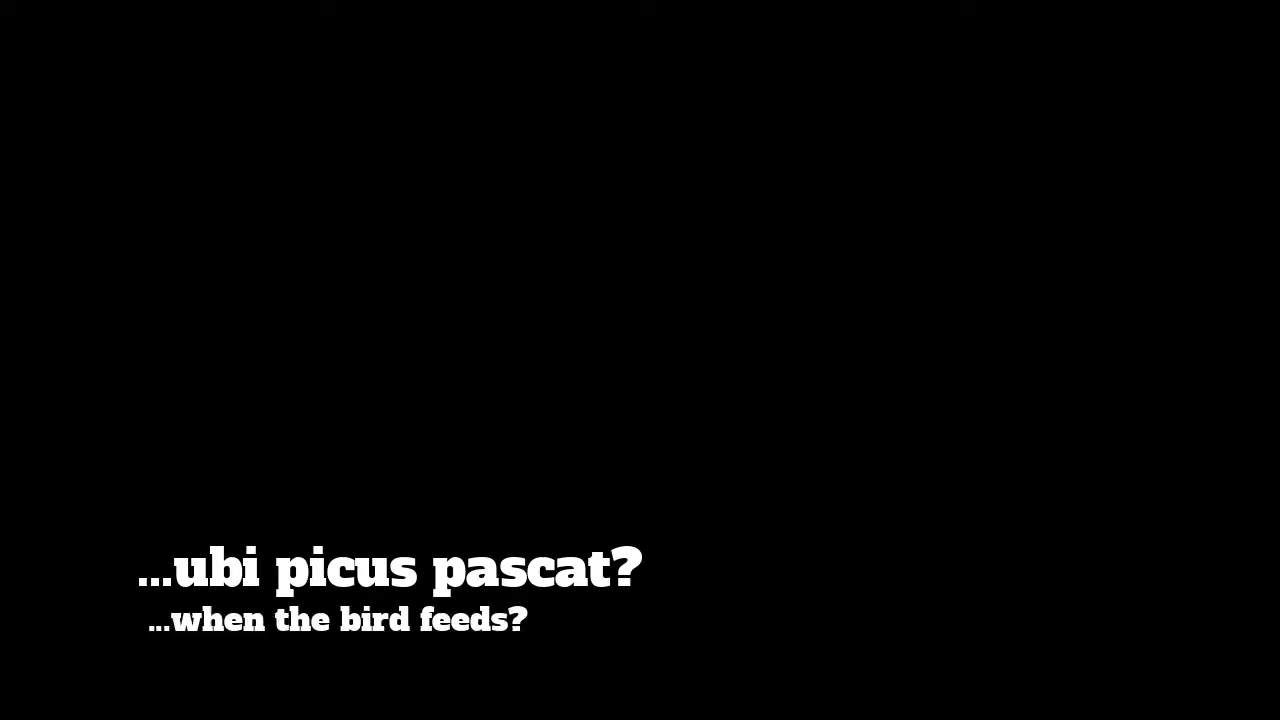 ...ubi picus pascat?
...when the bird feeds?